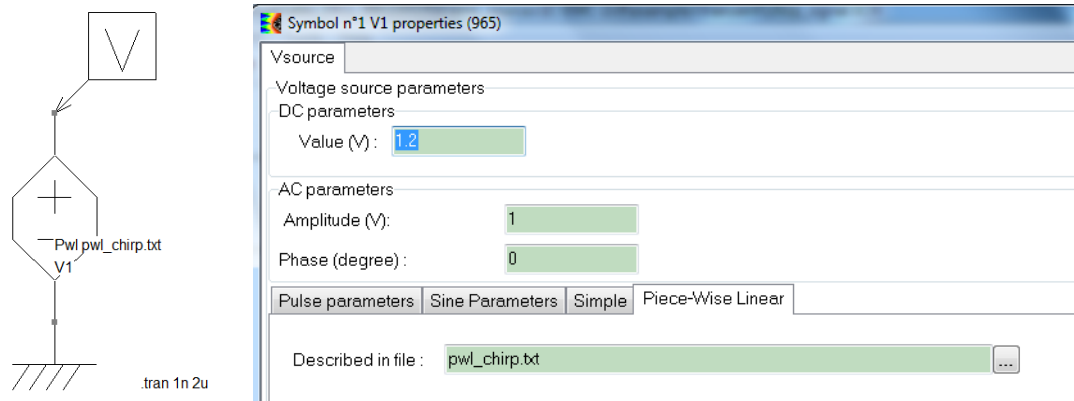 V
Pwl pwl_chirp.txt
V1
.tran 1n 2u
Symbol n°1 V1 properties (965)
Vsource
Voltage source parameters
DC parameters
Value (V) : 1.2
AC parameters
Amplitude (V): 1
Phase (degree) : 0
Pulse parameters Sine Parameters Simple Piece-Wise Linear
Described in file : pwl_chirp.txt ...